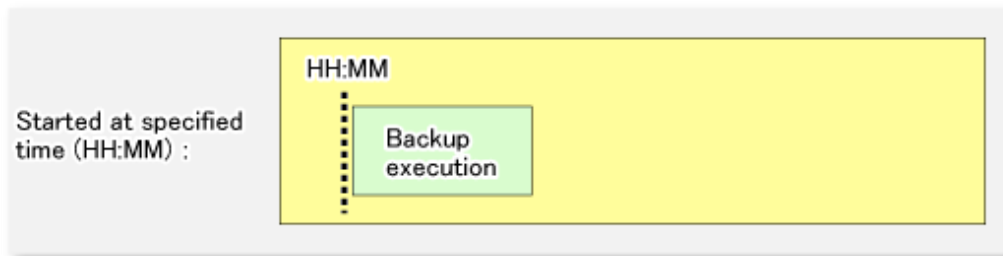 HH:MM
Started at specified
time (HH:MM) :
Backup
execution